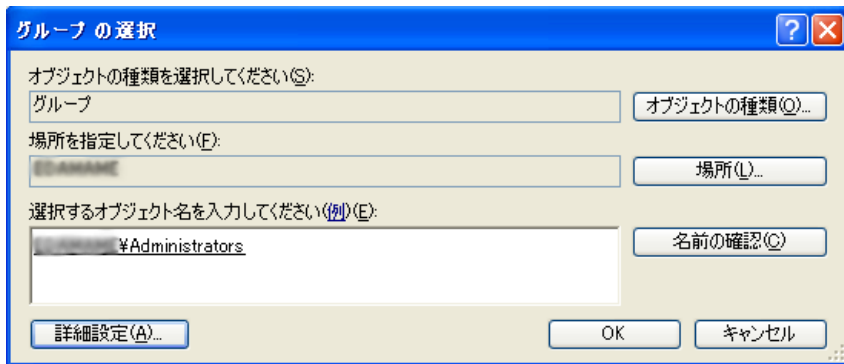 グループ の選択
オブジェクトの種類を選択してください(S):
グループ
オブジェクトの種類(O)...
場所を指定してください(F):
場所(L)...
選択するオブジェクト名を入力してください(例)(E):
¥Administrators
名前の確認(C)
詳細設定(A)...
OK
キャンセル